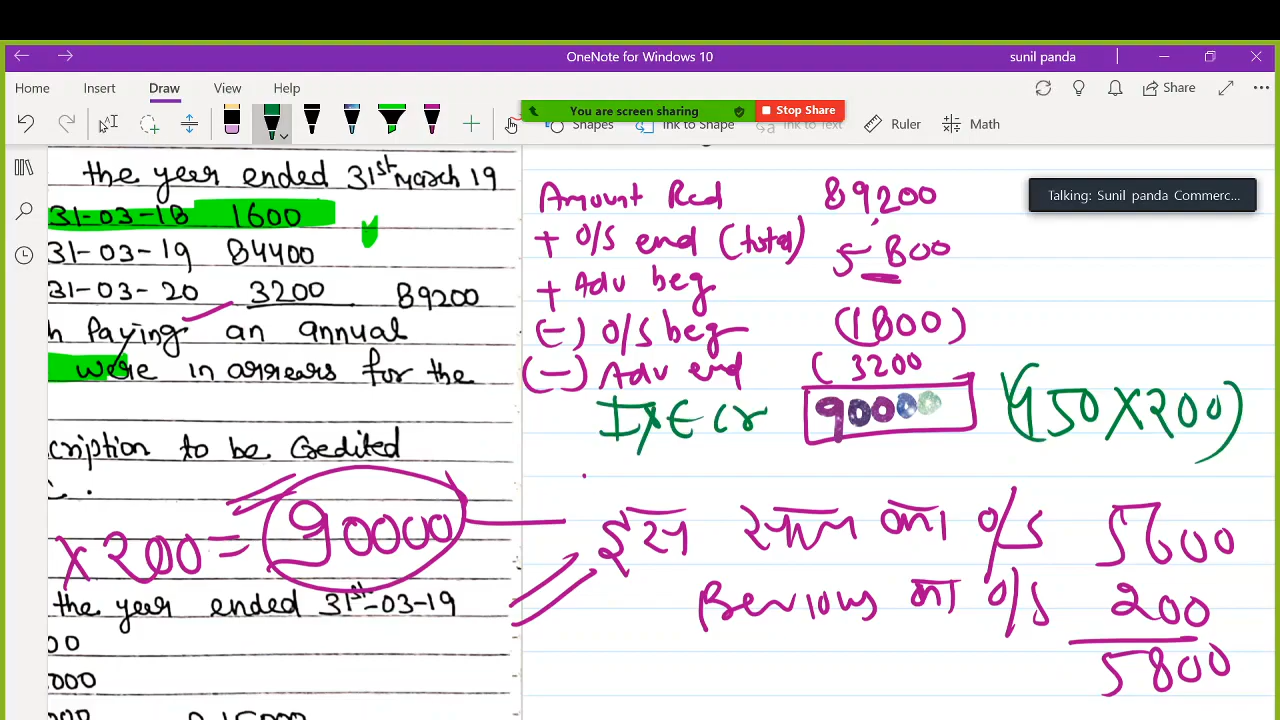 OneNote for Windows 10
sunil panda
Home Insert Draw View Help
You are screen sharing
Stop Share
Share
Shapes Ink to Shape Ink to Text Ruler Math
Talking: Sunil panda Commerc...
the year ended 31st March 19
31-03-18 1600
31-03-19 84400
31-03-20 3200 89200
h Paying an annual
were in arrears for the
cription to be Credited
× 200 = 90000
the year ended 31st-03-19
00
000
Amount Recd 89200
+ O/S end (total) 5800
+ Adv beg
(-) O/S beg (1800)
(-) Adv end (3200
I×E Cr 90000 (450 × 200)
इस साल का O/S 5600
Previous का O/S 200
5800